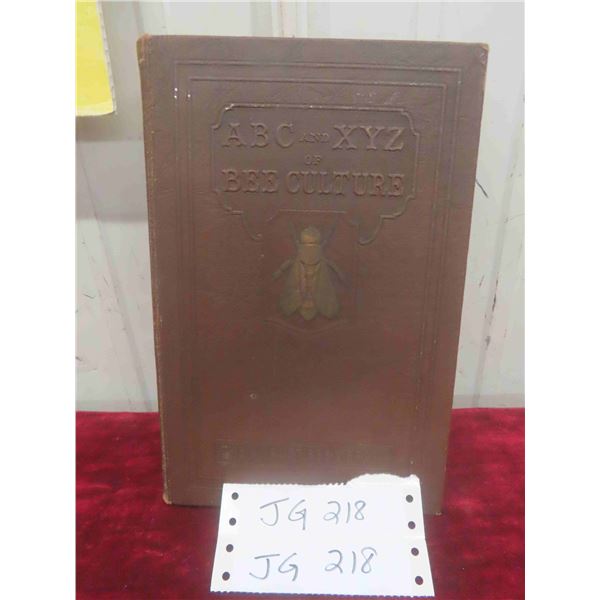 ABC AND XYZ
OF
BEE CULTURE
JG 218
JG 218